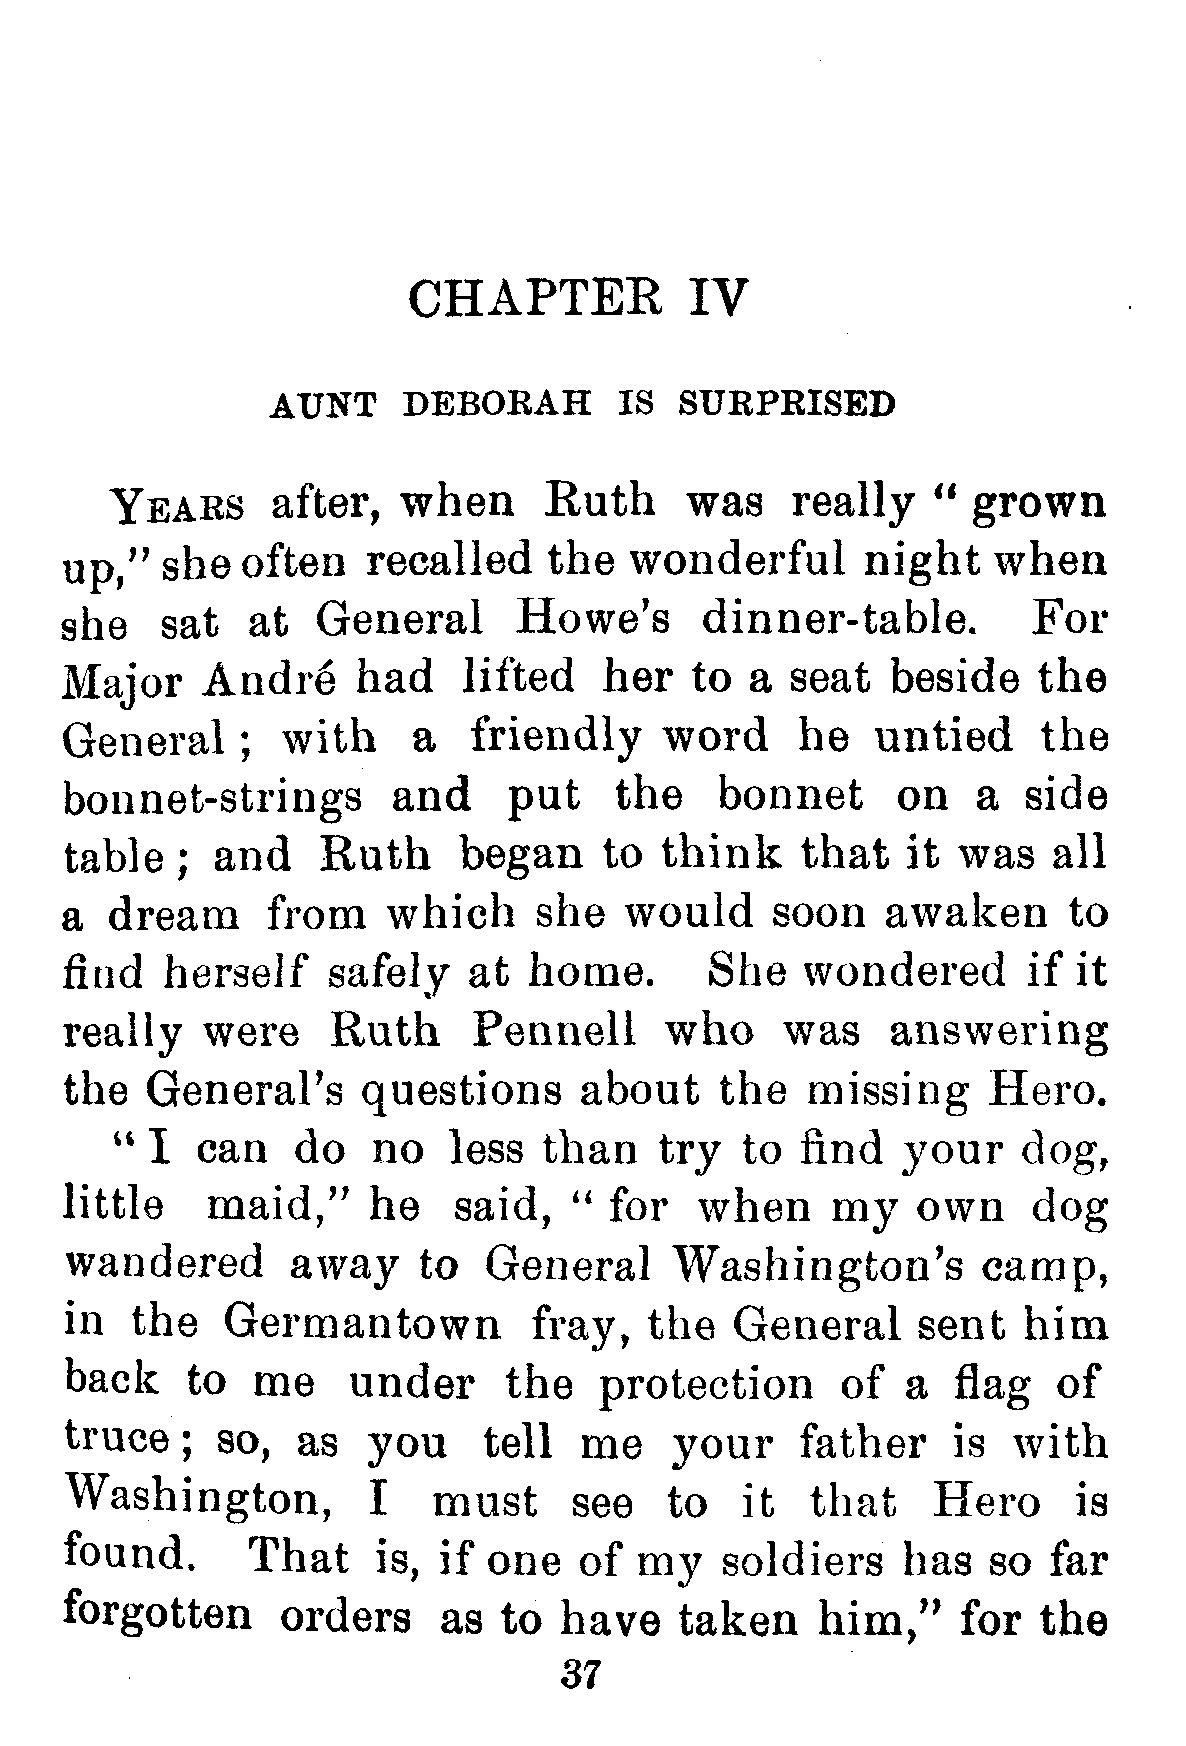 CHAPTER IV
AUNT DEBORAH IS SURPRISED
YEARS after, when Ruth was really " grown
up," she often recalled the wonderful night when
she sat at General Howe's dinner-table. For
Major André had lifted her to a seat beside the
General ; with a friendly word he untied the
bonnet-strings and put the bonnet on a side
table ; and Ruth began to think that it was all
a dream from which she would soon awaken to
find herself safely at home. She wondered if it
really were Ruth Pennell who was answering
the General's questions about the missing Hero.
" I can do no less than try to find your dog,
little maid," he said, " for when my own dog
wandered away to General Washington's camp,
in the Germantown fray, the General sent him
back to me under the protection of a flag of
truce ; so, as you tell me your father is with
Washington, I must see to it that Hero is
found. That is, if one of my soldiers has so far
forgotten orders as to have taken him," for the
37